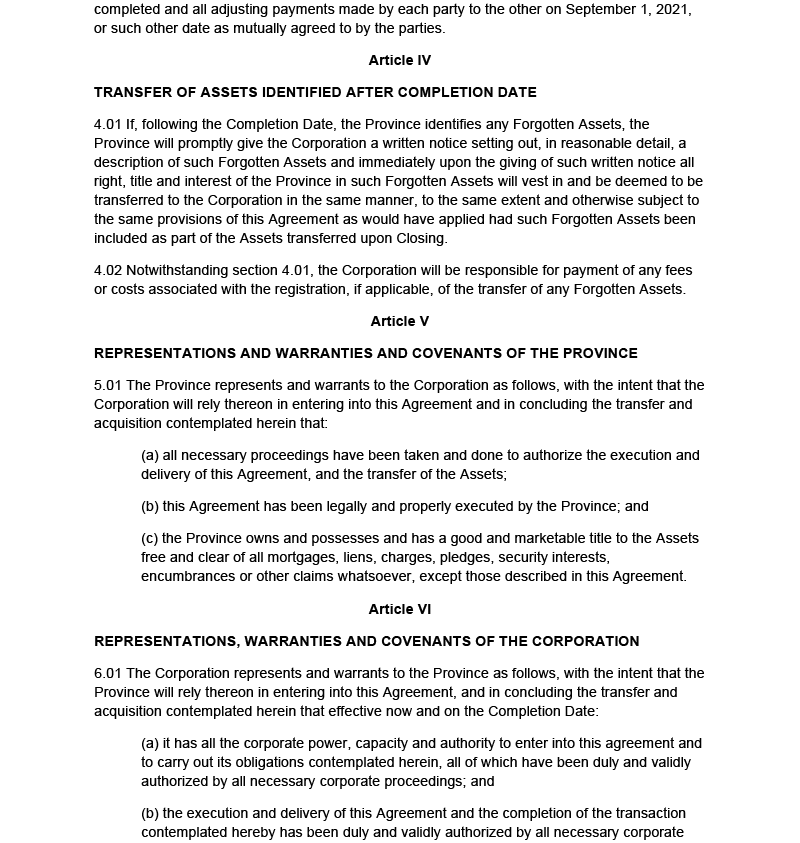 completed and all adjusting payments made by each party to the other on September 1, 2021,
or such other date as mutually agreed to by the parties.
Article IV
TRANSFER OF ASSETS IDENTIFIED AFTER COMPLETION DATE
4.01 If, following the Completion Date, the Province identifies any Forgotten Assets, the
Province will promptly give the Corporation a written notice setting out, in reasonable detail, a
description of such Forgotten Assets and immediately upon the giving of such written notice all
right, title and interest of the Province in such Forgotten Assets will vest in and be deemed to be
transferred to the Corporation in the same manner, to the same extent and otherwise subject to
the same provisions of this Agreement as would have applied had such Forgotten Assets been
included as part of the Assets transferred upon Closing.
4.02 Notwithstanding section 4.01, the Corporation will be responsible for payment of any fees
or costs associated with the registration, if applicable, of the transfer of any Forgotten Assets.
Article V
REPRESENTATIONS AND WARRANTIES AND COVENANTS OF THE PROVINCE
5.01 The Province represents and warrants to the Corporation as follows, with the intent that the
Corporation will rely thereon in entering into this Agreement and in concluding the transfer and
acquisition contemplated herein that:
(a) all necessary proceedings have been taken and done to authorize the execution and
delivery of this Agreement, and the transfer of the Assets;
(b) this Agreement has been legally and properly executed by the Province; and
(c) the Province owns and possesses and has a good and marketable title to the Assets
free and clear of all mortgages, liens, charges, pledges, security interests,
encumbrances or other claims whatsoever, except those described in this Agreement.
Article VI
REPRESENTATIONS, WARRANTIES AND COVENANTS OF THE CORPORATION
6.01 The Corporation represents and warrants to the Province as follows, with the intent that the
Province will rely thereon in entering into this Agreement, and in concluding the transfer and
acquisition contemplated herein that effective now and on the Completion Date:
(a) it has all the corporate power, capacity and authority to enter into this agreement and
to carry out its obligations contemplated herein, all of which have been duly and validly
authorized by all necessary corporate proceedings; and
(b) the execution and delivery of this Agreement and the completion of the transaction
contemplated hereby has been duly and validly authorized by all necessary corporate